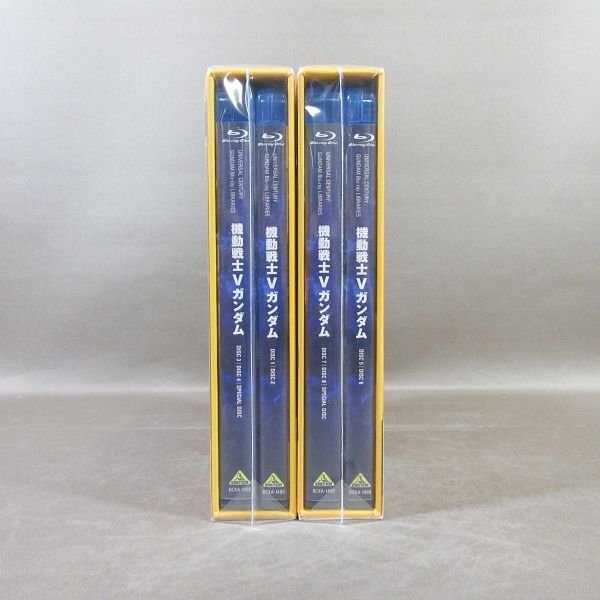 Blu-ray Disc
UNIVERSAL CENTURY
GUNDAM Blu-ray LIBRARIES
機動戦士Vガンダム
DISC 3 | DISC 4 | SPECIAL DISC
Blu-ray Disc
UNIVERSAL CENTURY
GUNDAM Blu-ray LIBRARIES
機動戦士Vガンダム
DISC 1 | DISC 2
Blu-ray Disc
UNIVERSAL CENTURY
GUNDAM Blu-ray LIBRARIES
機動戦士Vガンダム
DISC 7 | DISC 8 | SPECIAL DISC
Blu-ray Disc
UNIVERSAL CENTURY
GUNDAM Blu-ray LIBRARIES
機動戦士Vガンダム
DISC 5 | DISC 6